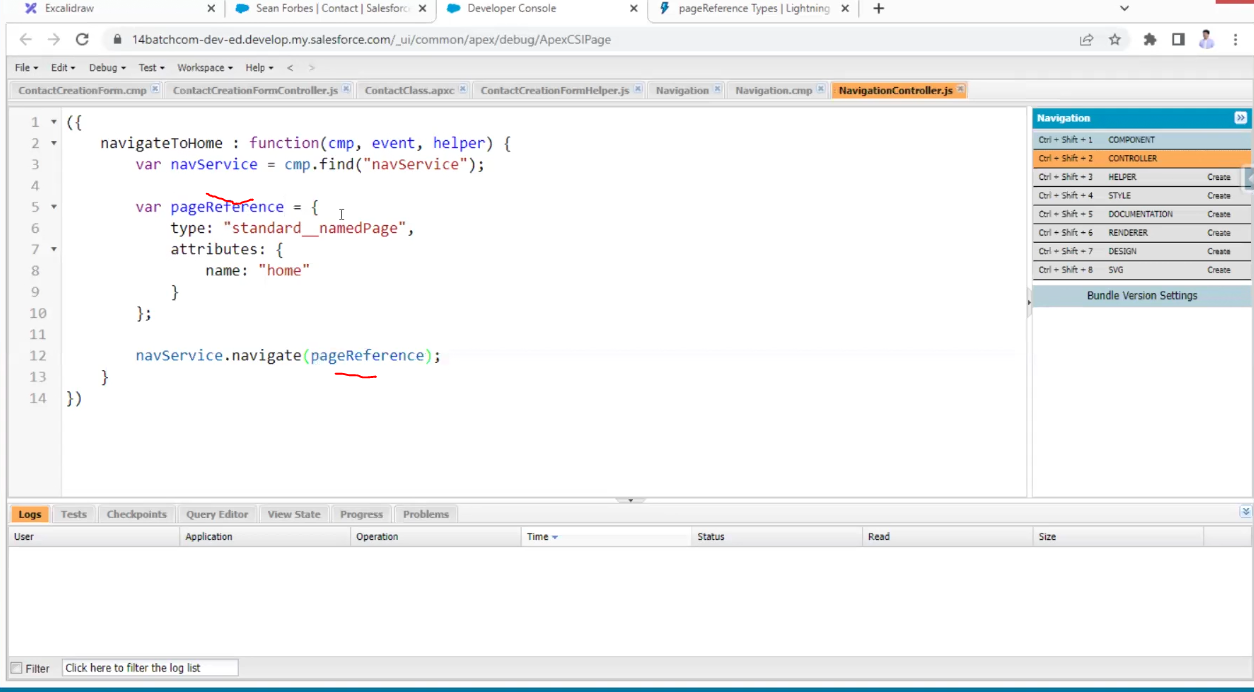 Excalidraw
Sean Forbes | Contact | Salesforc
Developer Console
pageReference Types | Lightning
14batchcom-dev-ed.develop.my.salesforce.com/_ui/common/apex/debug/ApexCSIPage
File Edit Debug Test Workspace Help < >
ContactCreationForm.cmp ContactCreationFormController.js ContactClass.apxc ContactCreationFormHelper.js Navigation Navigation.cmp NavigationController.js
1 ({
2 navigateToHome : function(cmp, event, helper) {
3 var navService = cmp.find("navService");
4
5 var pageReference = {
6 type: "standard__namedPage",
7 attributes: {
8 name: "home"
9 }
10 };
11
12 navService.navigate(pageReference);
13 }
14 })
Navigation
Ctrl + Shift + 1 COMPONENT
Ctrl + Shift + 2 CONTROLLER
Ctrl + Shift + 3 HELPER Create
Ctrl + Shift + 4 STYLE Create
Ctrl + Shift + 5 DOCUMENTATION Create
Ctrl + Shift + 6 RENDERER Create
Ctrl + Shift + 7 DESIGN Create
Ctrl + Shift + 8 SVG Create
Bundle Version Settings
Logs Tests Checkpoints Query Editor View State Progress Problems
User Application Operation Time Status Read Size
Filter Click here to filter the log list